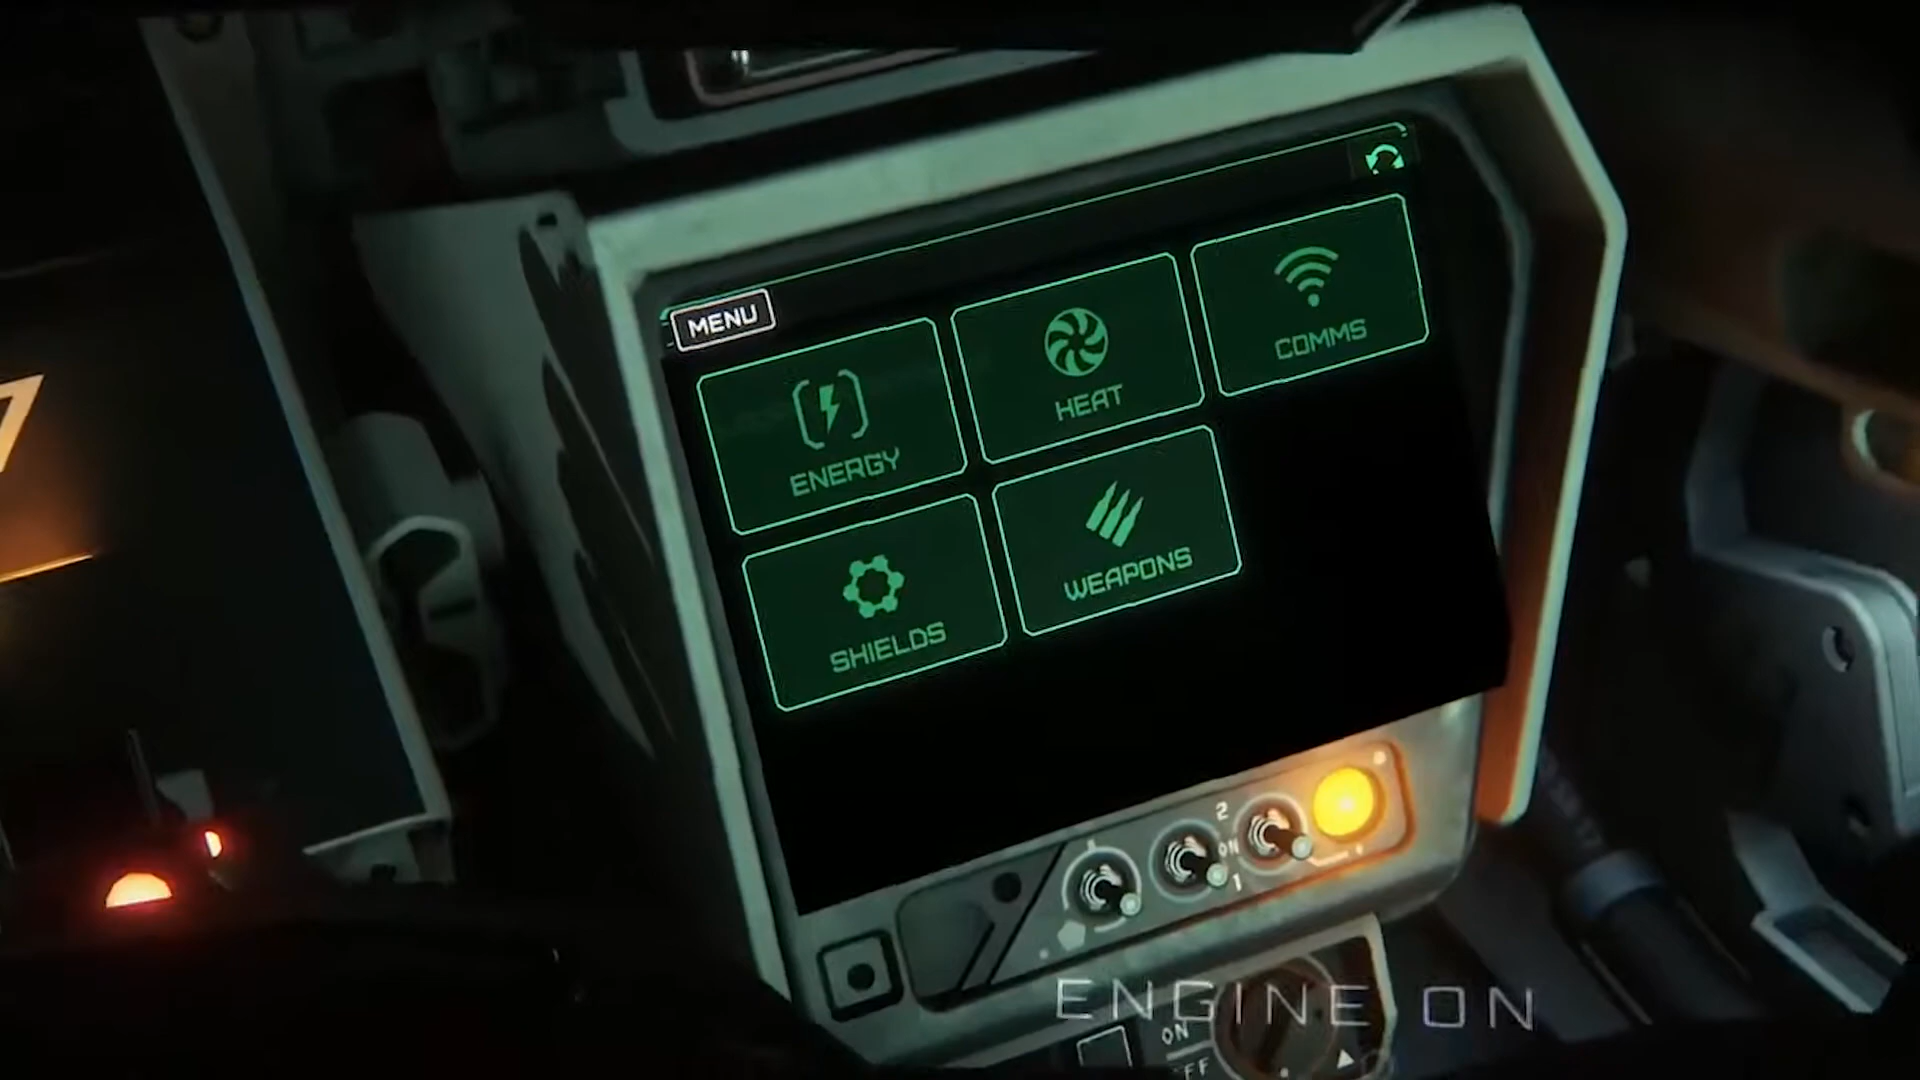 MENU
ENERGY
HEAT
COMMS
SHIELDS
WEAPONS
2
ON
1
ENGINE ON
ON